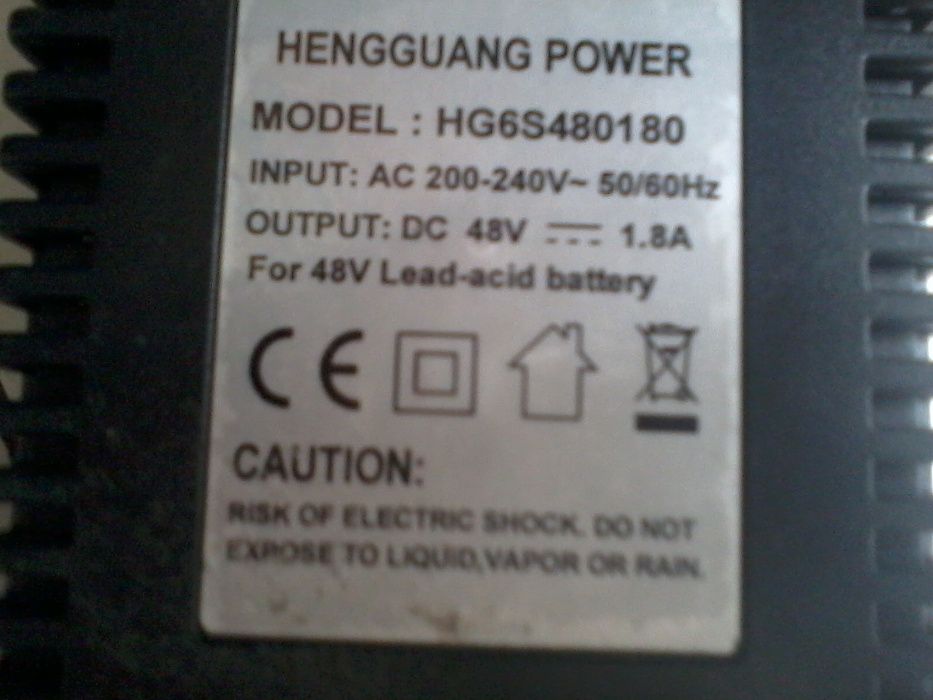 HENGGUANG POWER
MODEL : HG6S480180
INPUT: AC 200-240V~ 50/60Hz
OUTPUT: DC 48V ⎓ 1.8A
For 48V Lead-acid battery
CE
CAUTION:
RISK OF ELECTRIC SHOCK. DO NOT
EXPOSE TO LIQUID,VAPOR OR RAIN.